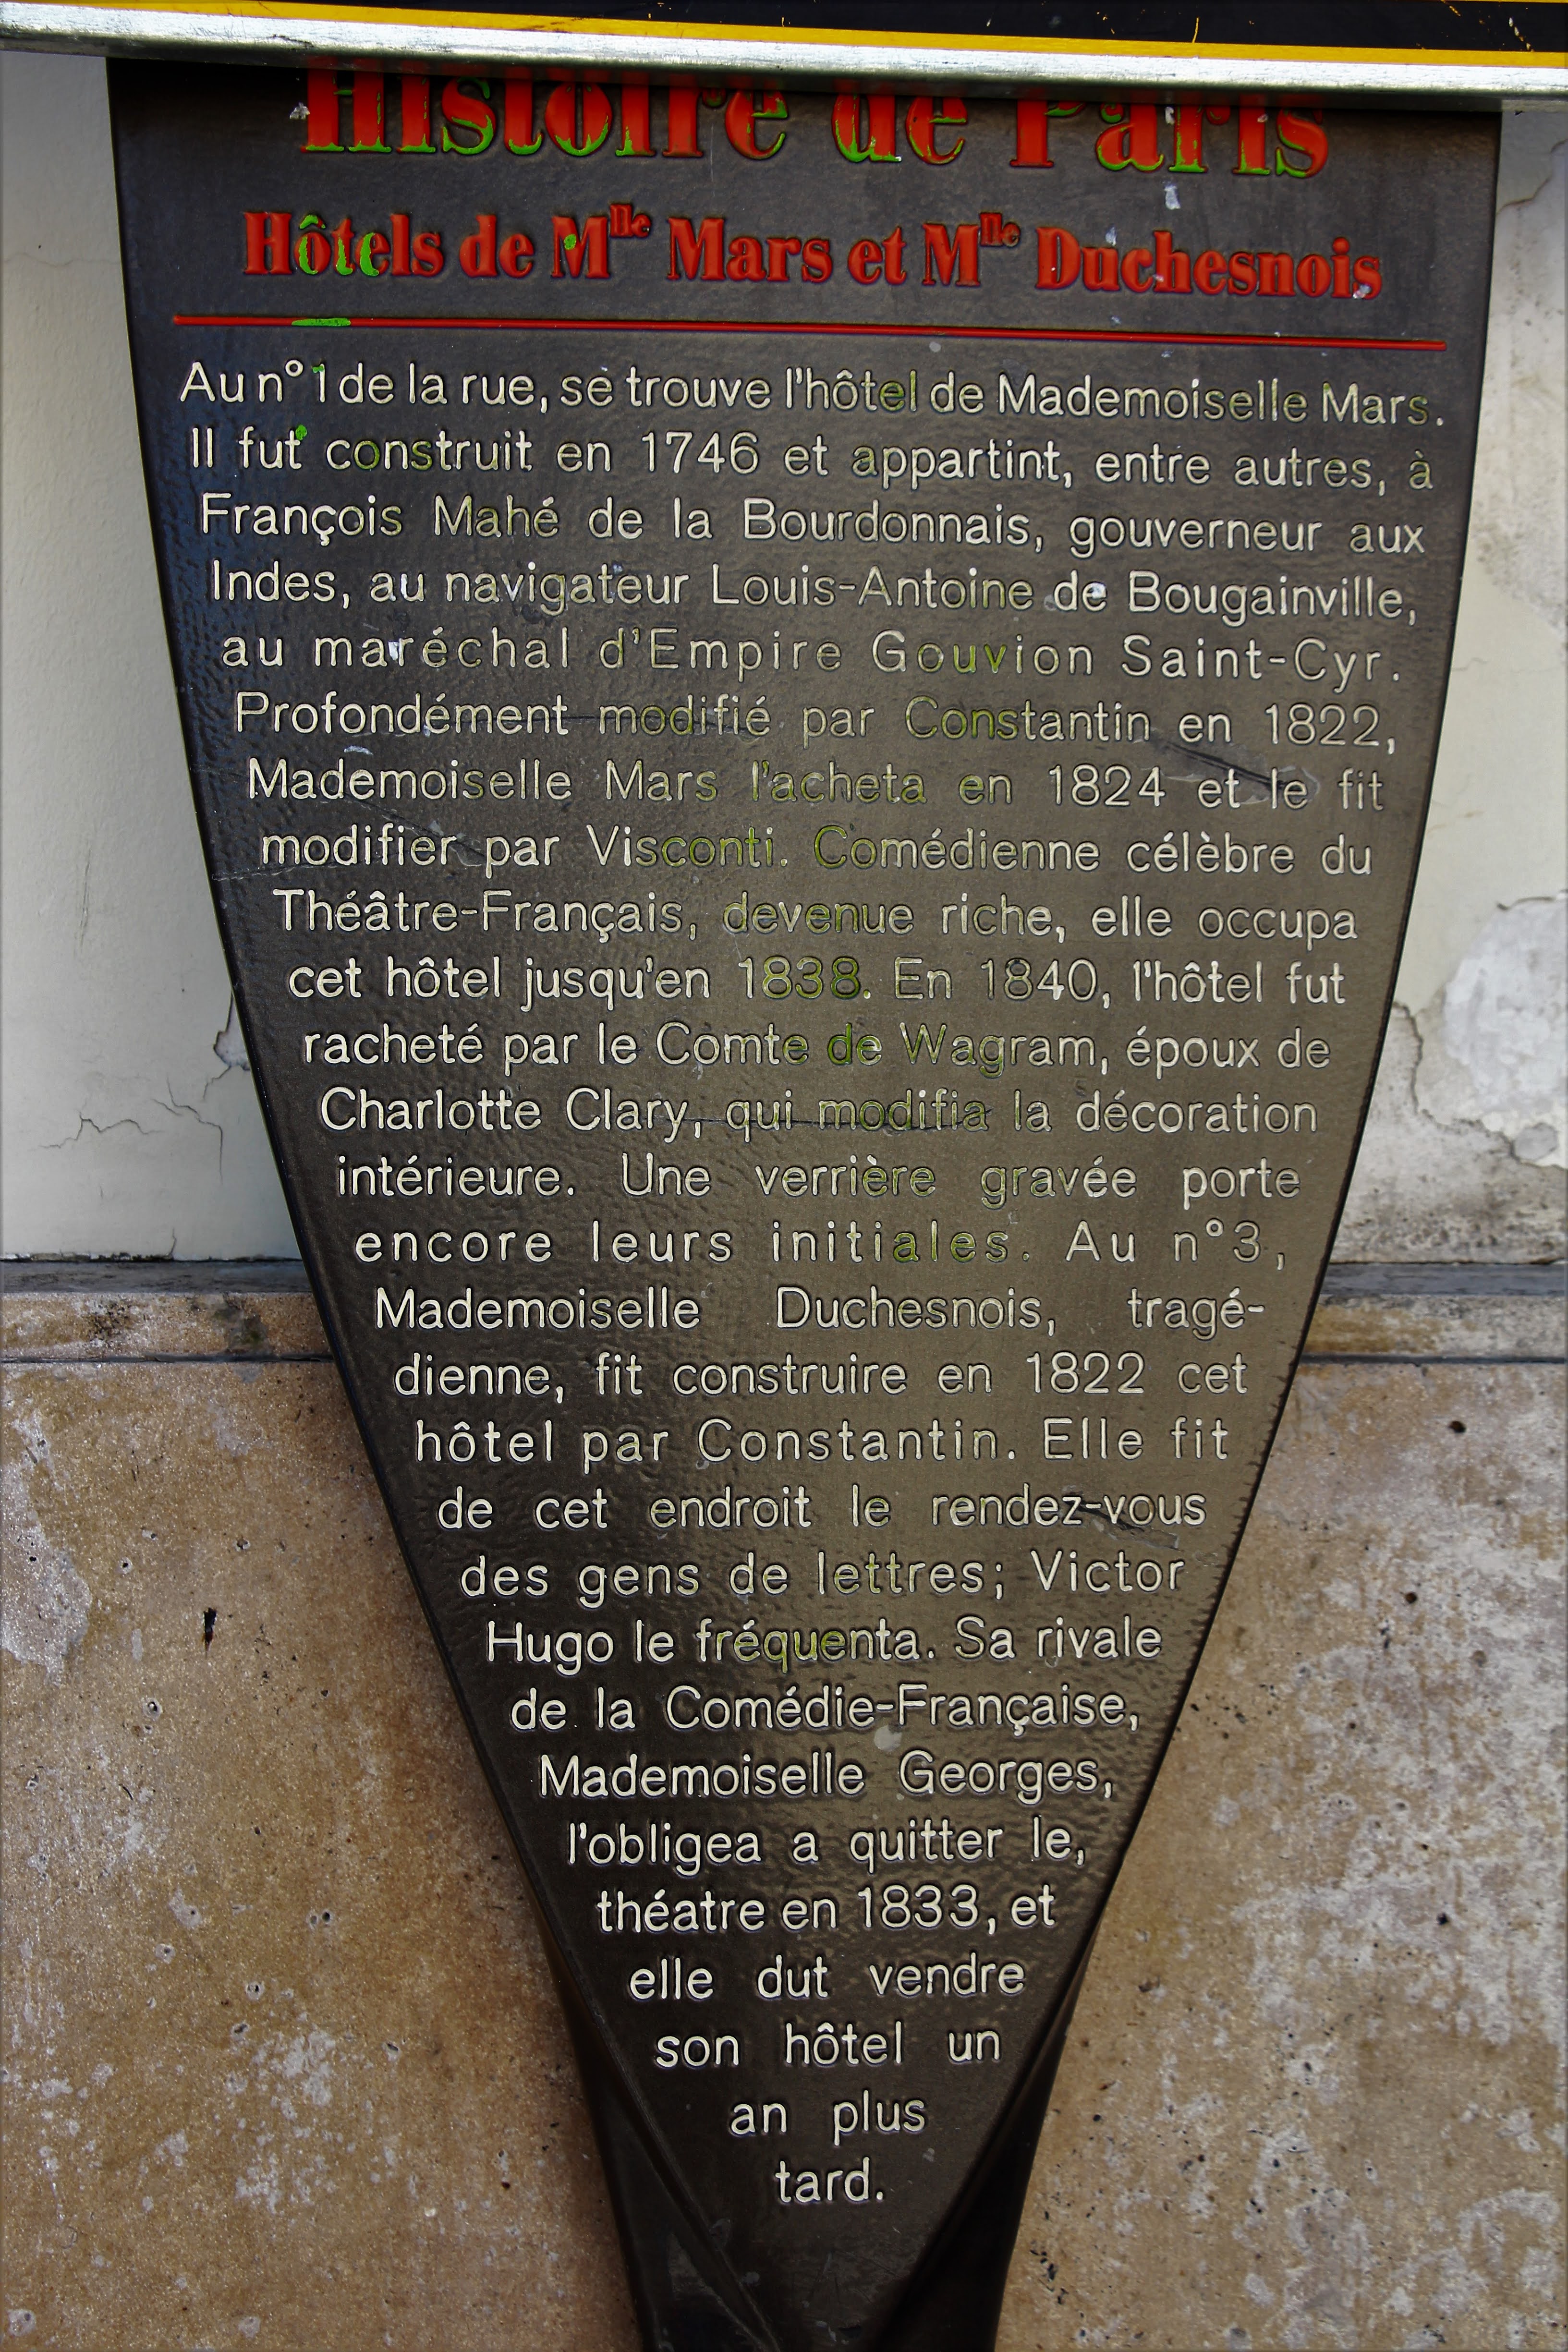 Histoire de Paris
Hôtels de Mlle Mars et Mlle Duchesnois
Au n° 1 de la rue, se trouve l'hôtel de Mademoiselle Mars.
Il fut construit en 1746 et appartint, entre autres, à
François Mahé de la Bourdonnais, gouverneur aux
Indes, au navigateur Louis-Antoine de Bougainville,
au maréchal d'Empire Gouvion Saint-Cyr.
Profondément modifié par Constantin en 1822,
Mademoiselle Mars l'acheta en 1824 et le fit
modifier par Visconti. Comédienne célèbre du
Théâtre-Français, devenue riche, elle occupa
cet hôtel jusqu'en 1838. En 1840, l'hôtel fut
racheté par le Comte de Wagram, époux de
Charlotte Clary, qui modifia la décoration
intérieure. Une verrière gravée porte
encore leurs initiales. Au n° 3,
Mademoiselle Duchesnois, tragé-
dienne, fit construire en 1822 cet
hôtel par Constantin. Elle fit
de cet endroit le rendez-vous
des gens de lettres; Victor
Hugo le fréquenta. Sa rivale
de la Comédie-Française,
Mademoiselle Georges,
l'obligea a quitter le,
théatre en 1833, et
elle dut vendre
son hôtel un
an plus
tard.